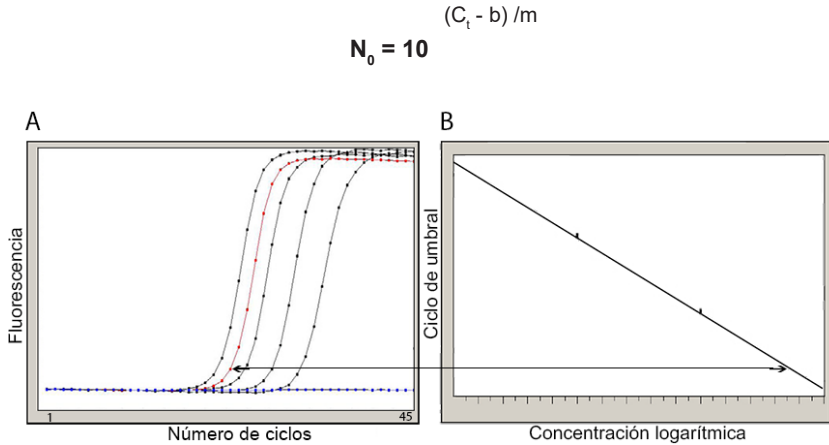 (Cₜ - b) /m
N₀ = 10
A
B
Fluorescencia
Ciclo de umbral
1
45
Número de ciclos
Concentración logarítmica